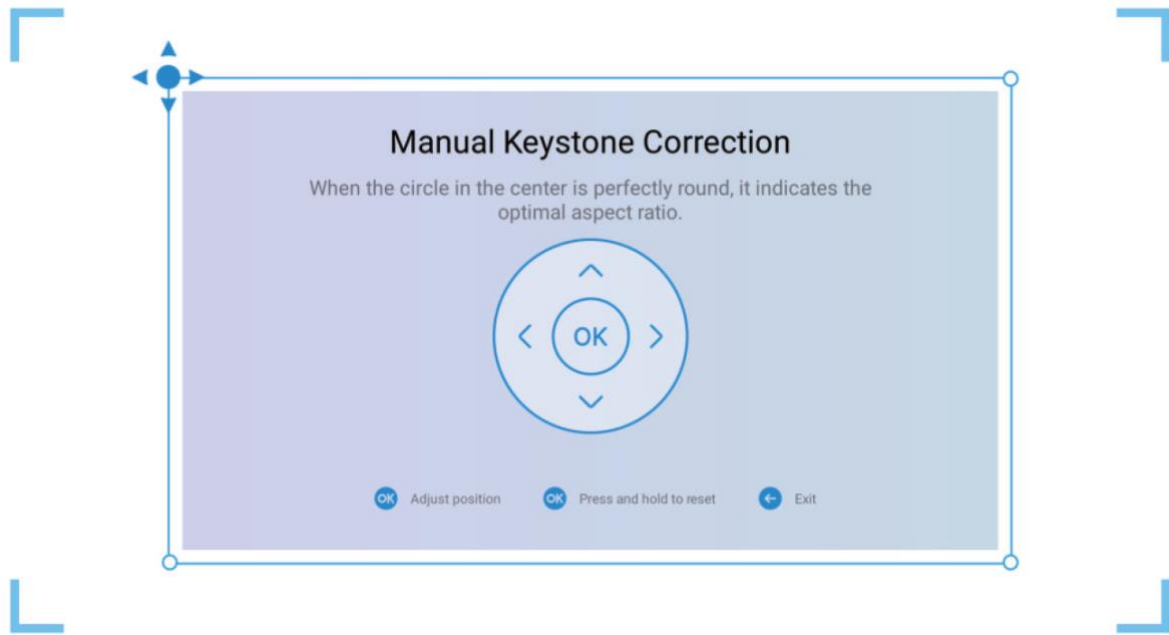 Manual Keystone Correction
When the circle in the center is perfectly round, it indicates the
optimal aspect ratio.
OK
OK Adjust position OK Press and hold to reset Exit